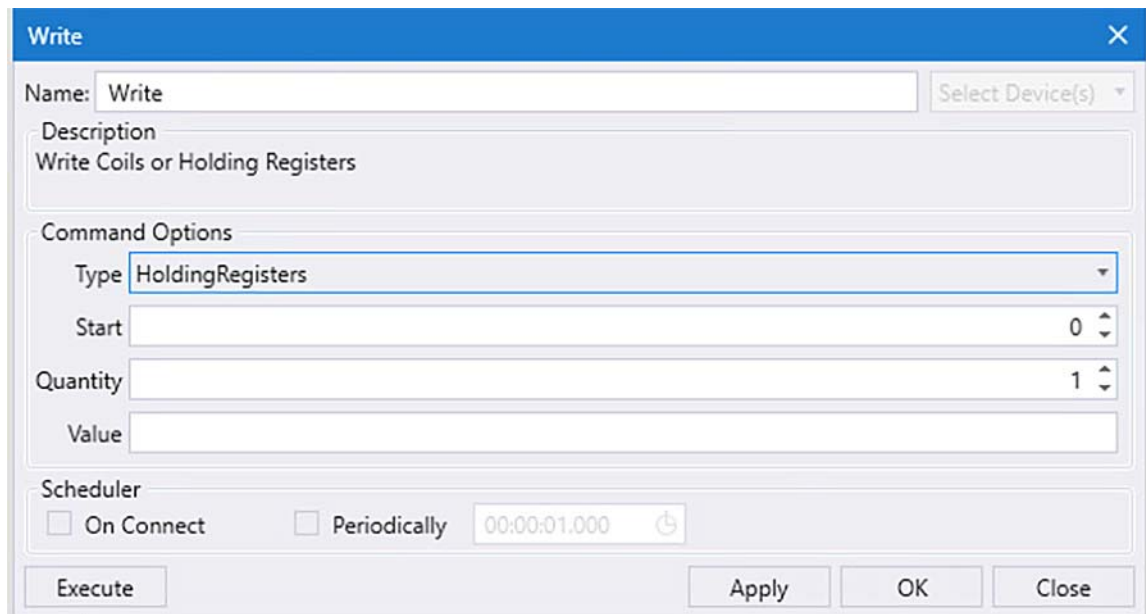 Write
Name: Write Select Device(s)
Description
Write Coils or Holding Registers
Command Options
Type HoldingRegisters
Start 0
Quantity 1
Value
Scheduler
On Connect Periodically 00:00:01.000
Execute Apply OK Close